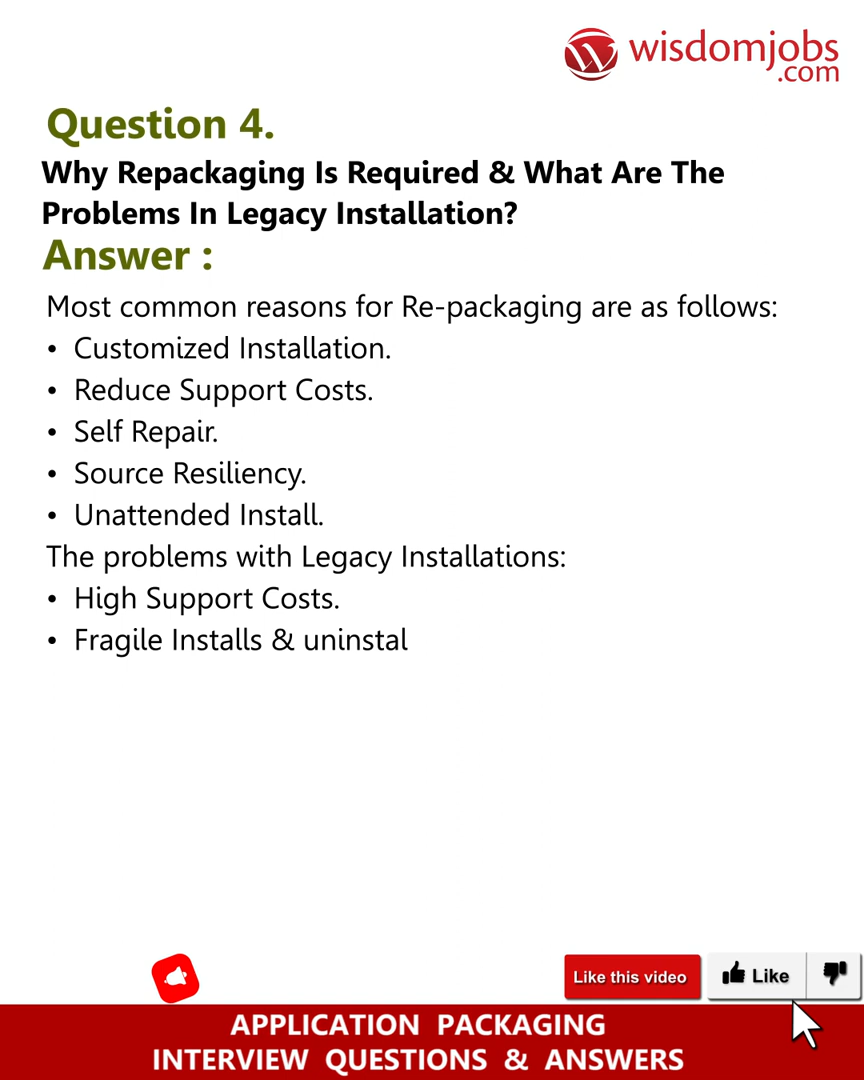 wisdomjobs
.com
Question 4.
Why Repackaging Is Required & What Are The
Problems In Legacy Installation?
Answer :
Most common reasons for Re-packaging are as follows:
• Customized Installation.
• Reduce Support Costs.
• Self Repair.
• Source Resiliency.
• Unattended Install.
The problems with Legacy Installations:
• High Support Costs.
• Fragile Installs & uninstal
Like this video
Like
APPLICATION PACKAGING
INTERVIEW QUESTIONS & ANSWERS